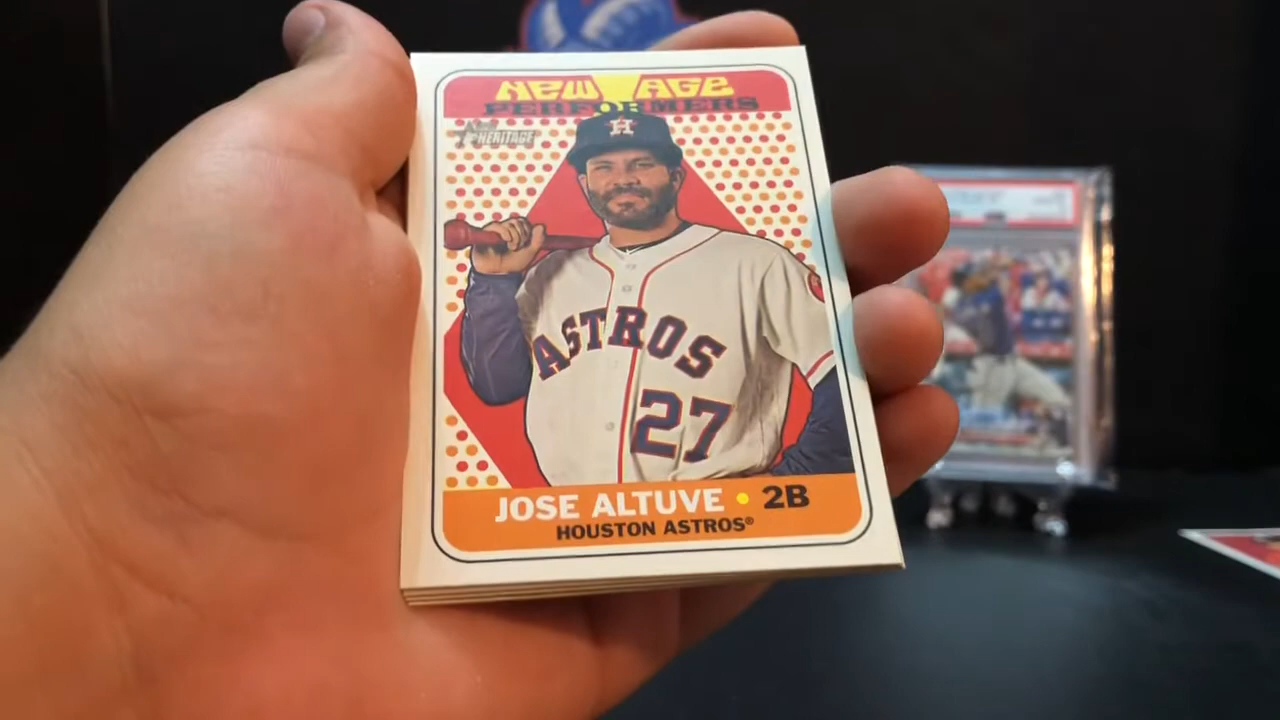 NEW AGE
PERFORMERS
HERITAGE
H
ASTROS
27
JOSE ALTUVE • 2B
HOUSTON ASTROS®